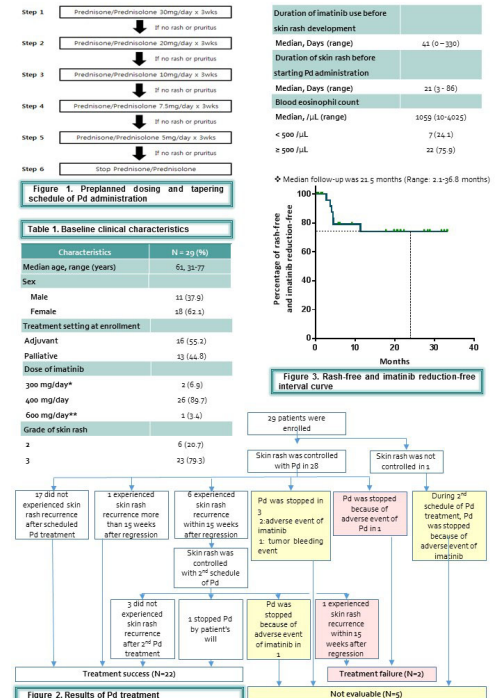 Step 1 Prednisone/Prednisolone 30mg/day x 3wks
If no rash or pruritus
Step 2 Prednisone/Prednisolone 20mg/day x 3wks
If no rash or pruritus
Step 3 Prednisone/Prednisolone 10mg/day x 3wks
If no rash or pruritus
Step 4 Prednisone/Prednisolone 7.5mg/day x 3wks
If no rash or pruritus
Step 5 Prednisone/Prednisolone 5mg/day x 3wks
If no rash or pruritus
Step 6 Stop Prednisone/Prednisolone
Figure 1. Preplanned dosing and tapering
schedule of Pd administration
Table 1. Baseline clinical characteristics
Characteristics N = 29 (%)
Median age, range (years) 61, 31-77
Sex
Male 11 (37.9)
Female 18 (62.1)
Treatment setting at enrollment
Adjuvant 16 (55.2)
Palliative 13 (44.8)
Dose of imatinib
300 mg/day* 2 (6.9)
400 mg/day 26 (89.7)
600 mg/day** 1 (3.4)
Grade of skin rash
2 6 (20.7)
3 23 (79.3)
Duration of imatinib use before
skin rash development
Median, Days (range) 41 (0–330)
Duration of skin rash before
starting Pd administration
Median, Days (range) 21 (3 - 86)
Blood eosinophil count
Median, /µL (range) 1059 (10-4025)
< 500 /µL 7 (24.1)
≥ 500 /µL 22 (75.9)
❖ Median follow-up was 21.5 months (Range: 2.1-36.8 months)
Percentage of rash-free
and imatinib reduction-free
100
80
60
40
20
0
0 10 20 30 40
Months
Figure 3. Rash-free and imatinib reduction-free
interval curve
29 patients were
enrolled
Skin rash was controlled
with Pd in 28
Skin rash was not
controlled in 1
17 did not
experienced skin
rash recurrence
after scheduled
Pd treatment
1 experienced
skin rash
recurrence more
than 15 weeks
after regression
6 experienced
skin rash
recurrence
within 15 weeks
after regression
Pd was stopped in
3
2:adverse event of
imatinib
1: tumor bleeding
event
Pd was stopped
because of
adverse event of
Pd in 1
During 2nd
schedule of Pd
treatment, Pd
was stopped
because of
adverse event of
imatinib
Skin rash was
controlled
with 2nd schedule
of Pd
3 did not
experienced
skin rash
recurrence
after 2nd Pd
treatment
1 stopped Pd
by patient's
will
Pd was
stopped
because of
adverse event
of imatinib in
1
1 experienced
skin rash
recurrence
within 15
weeks after
regression
Treatment success (N=22)
Treatment failure (N=2)
Figure 2. Results of Pd treatment
Not evaluable (N=5)